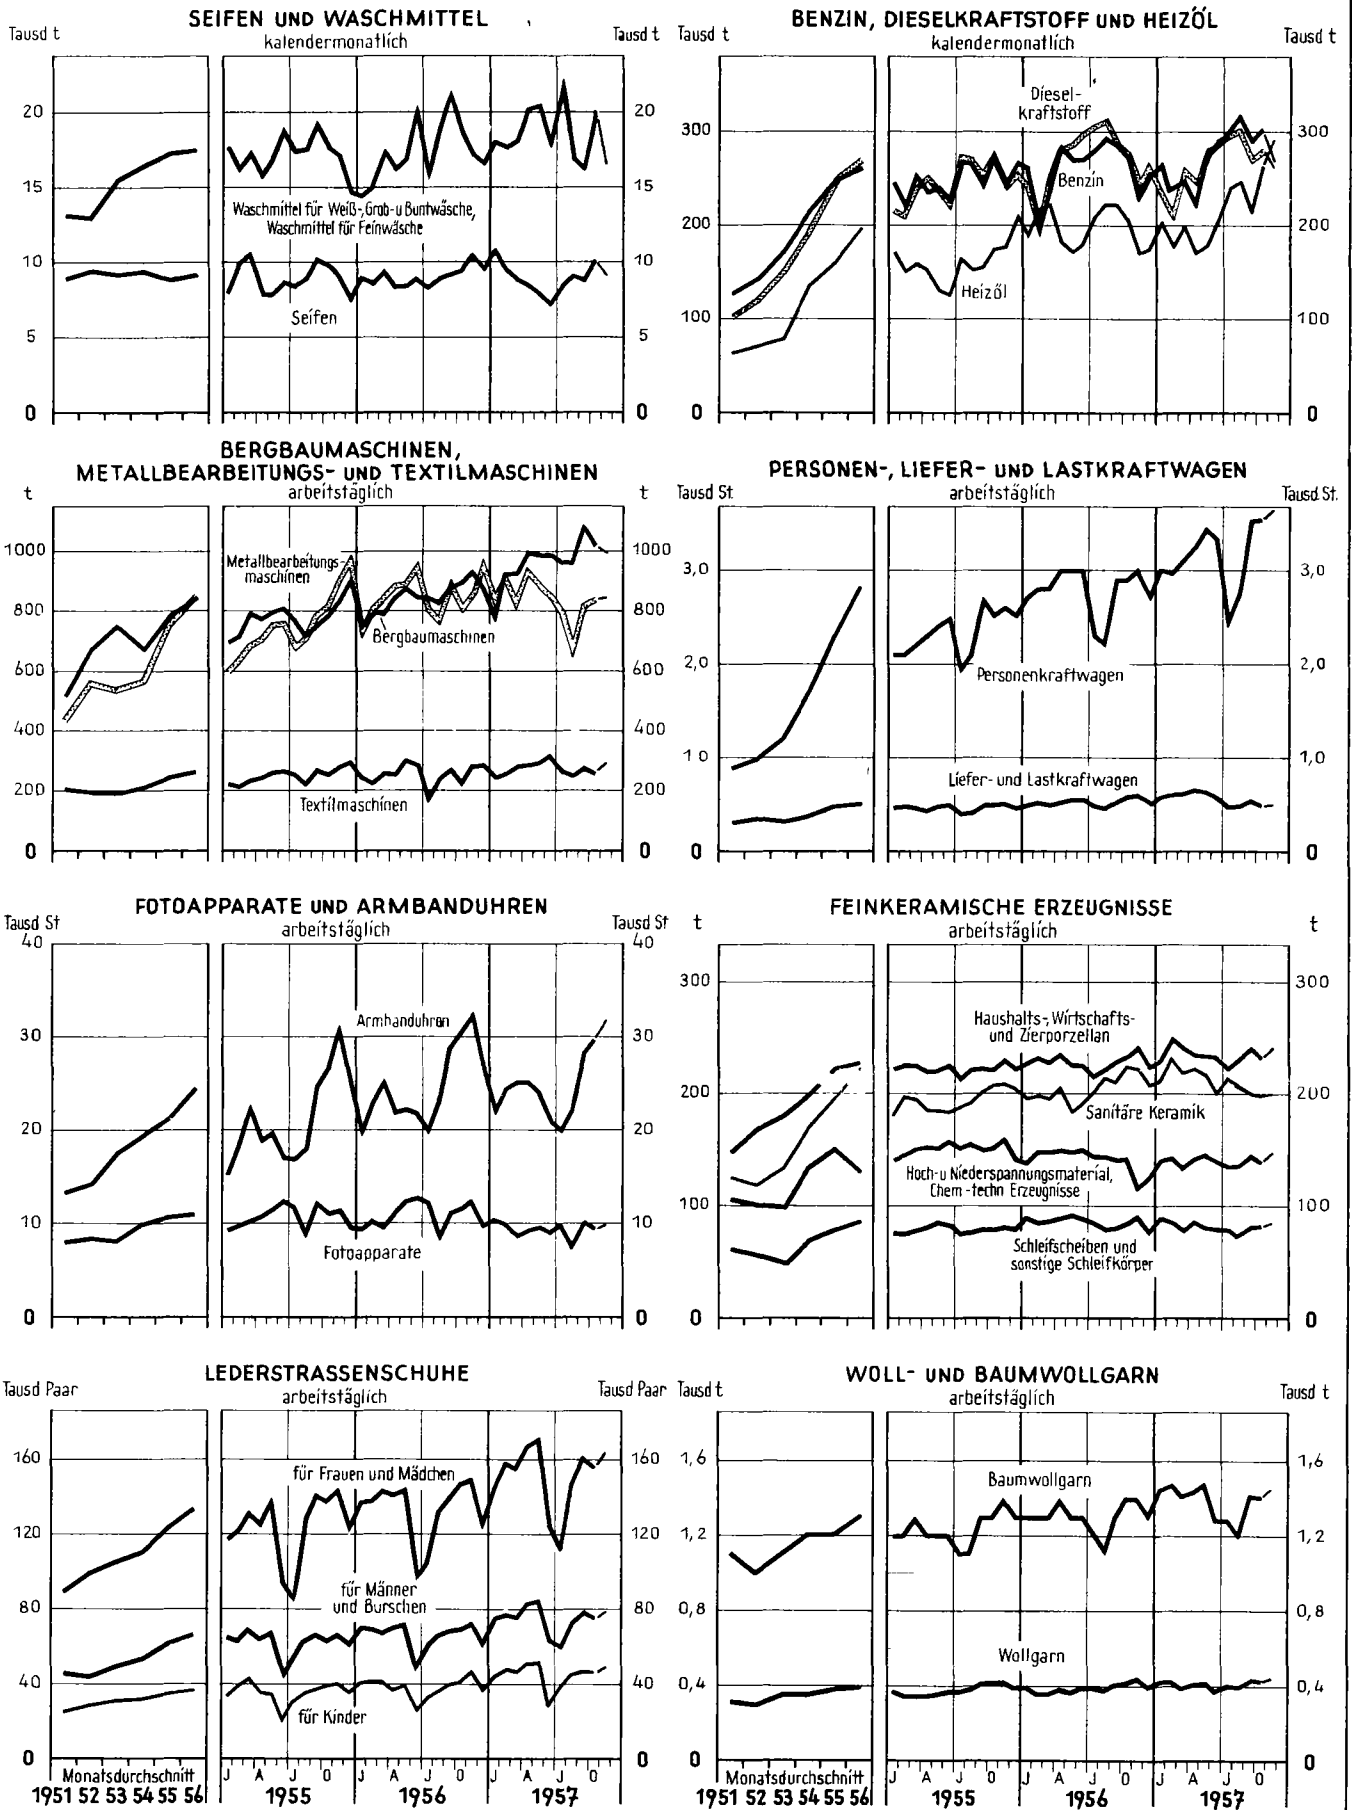 SEIFEN UND WASCHMITTEL
kalendermonatlich
Tausd t
Tausd t
20
15
10
5
0
20
15
10
5
0
Waschmittel für Weiß-, Grob- u Buntwäsche,
Waschmittel für Feinwäsche
Seifen
BENZIN, DIESELKRAFTSTOFF UND HEIZÖL
kalendermonatlich
Tausd t
Tausd t
300
200
100
0
300
200
100
0
Diesel-
kraftstoff
Benzin
Heizöl
BERGBAUMASCHINEN,
METALLBEARBEITUNGS- UND TEXTILMASCHINEN
arbeitstäglich
t
t
1000
800
600
400
200
0
1000
800
600
400
200
0
Metallbearbeitungs-
maschinen
Bergbaumaschinen
Textilmaschinen
PERSONEN-, LIEFER- UND LASTKRAFTWAGEN
arbeitstäglich
Tausd St.
Tausd St.
3,0
2,0
1 0
0
3,0
2,0
1,0
0
Personenkraftwagen
Liefer- und Lastkraftwagen
FOTOAPPARATE UND ARMBANDUHREN
arbeitstäglich
Tausd St
Tausd St
40
30
20
10
0
40
30
20
10
0
Armbanduhren
Fotoapparate
FEINKERAMISCHE ERZEUGNISSE
arbeitstäglich
t
t
300
200
100
0
300
200
100
0
Haushalts-, Wirtschafts-
und Zierporzellan
Sanitäre Keramik
Hoch- u Niederspannungsmaterial,
Chem -techn Erzeugnisse
Schleifscheiben und
sonstige Schleifkörper
LEDERSTRASSENSCHUHE
arbeitstäglich
Tausd Paar
Tausd Paar
160
120
80
40
0
160
120
80
40
0
für Frauen und Mädchen
für Männer
und Burschen
für Kinder
Monatsdurchschnitt
1951 52 53 54 55 56
J A J O J A J O J A J O
1955 1956 1957
WOLL- UND BAUMWOLLGARN
arbeitstäglich
Tausd t
Tausd t
1,6
1,2
0,8
0,4
0
1,6
1,2
0,8
0,4
0
Baumwollgarn
Wollgarn
Monatsdurchschnitt
1951 52 53 54 55 56
J A J O J A J O J A J O
1955 1956 1957